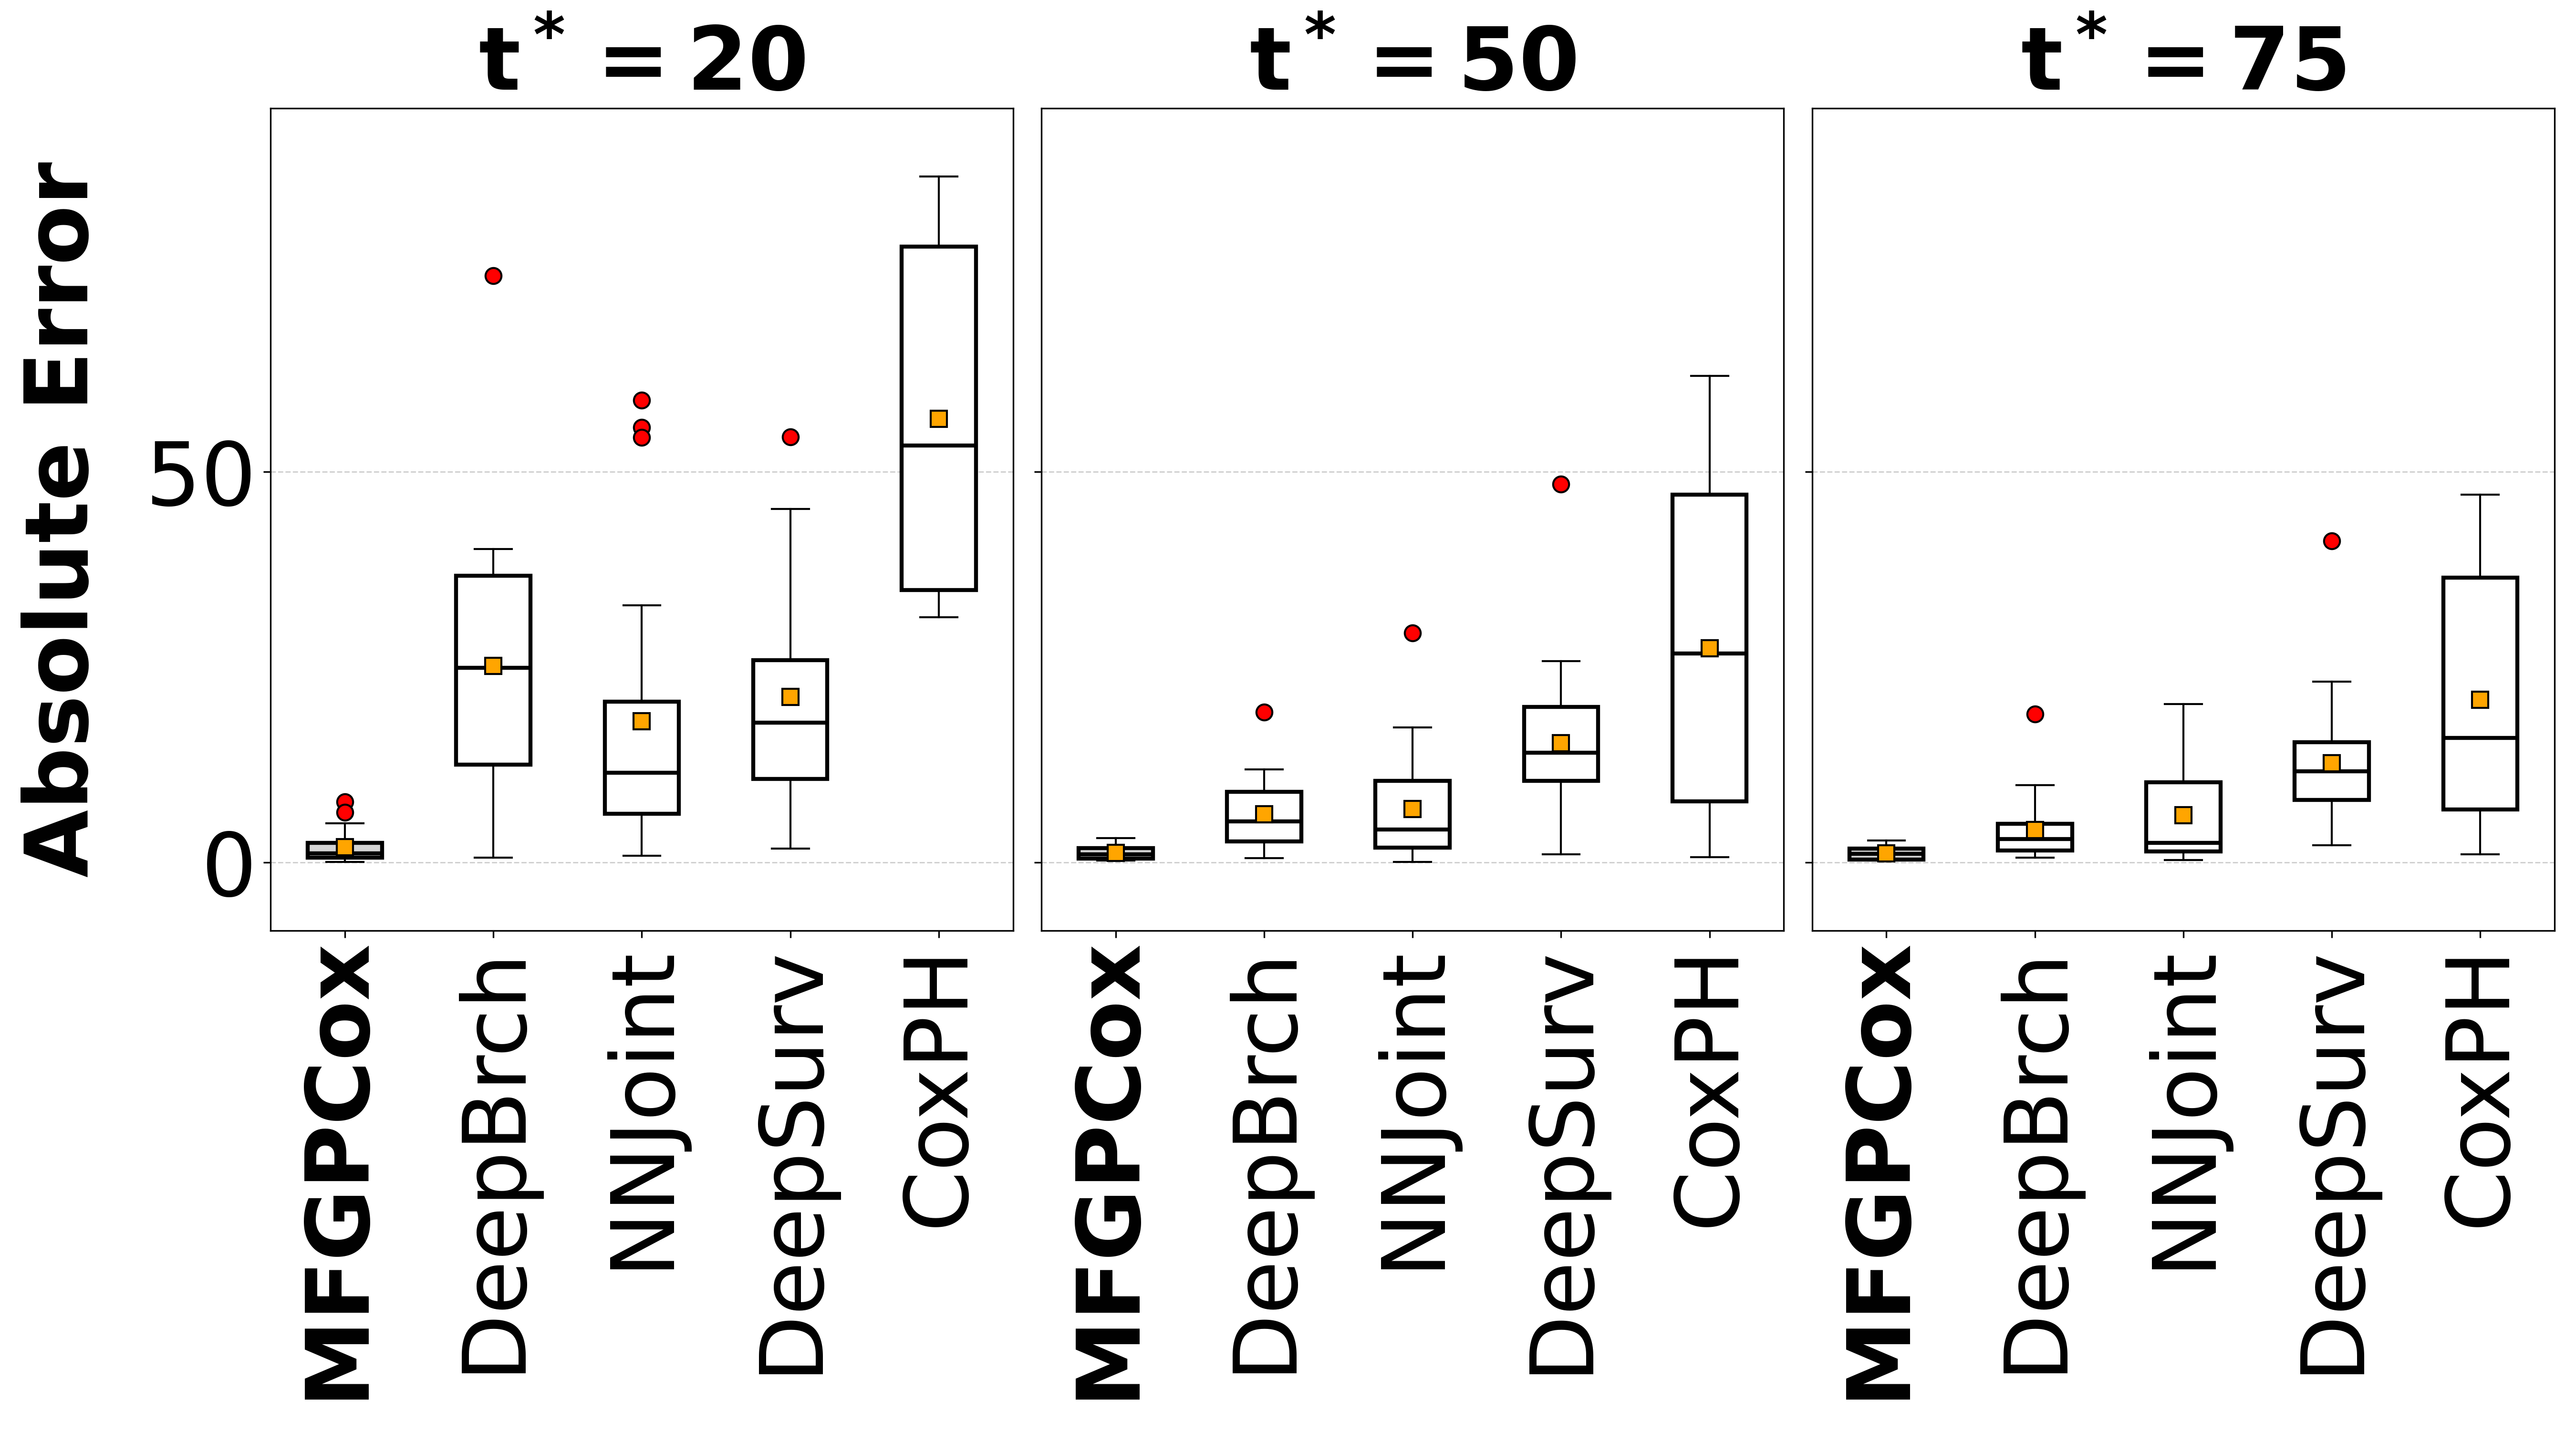 t* = 20
t* = 50
t* = 75
Absolute Error
50
0
MFGPCox
DeepBrch
NNJoint
DeepSurv
CoxPH
MFGPCox
DeepBrch
NNJoint
DeepSurv
CoxPH
MFGPCox
DeepBrch
NNJoint
DeepSurv
CoxPH